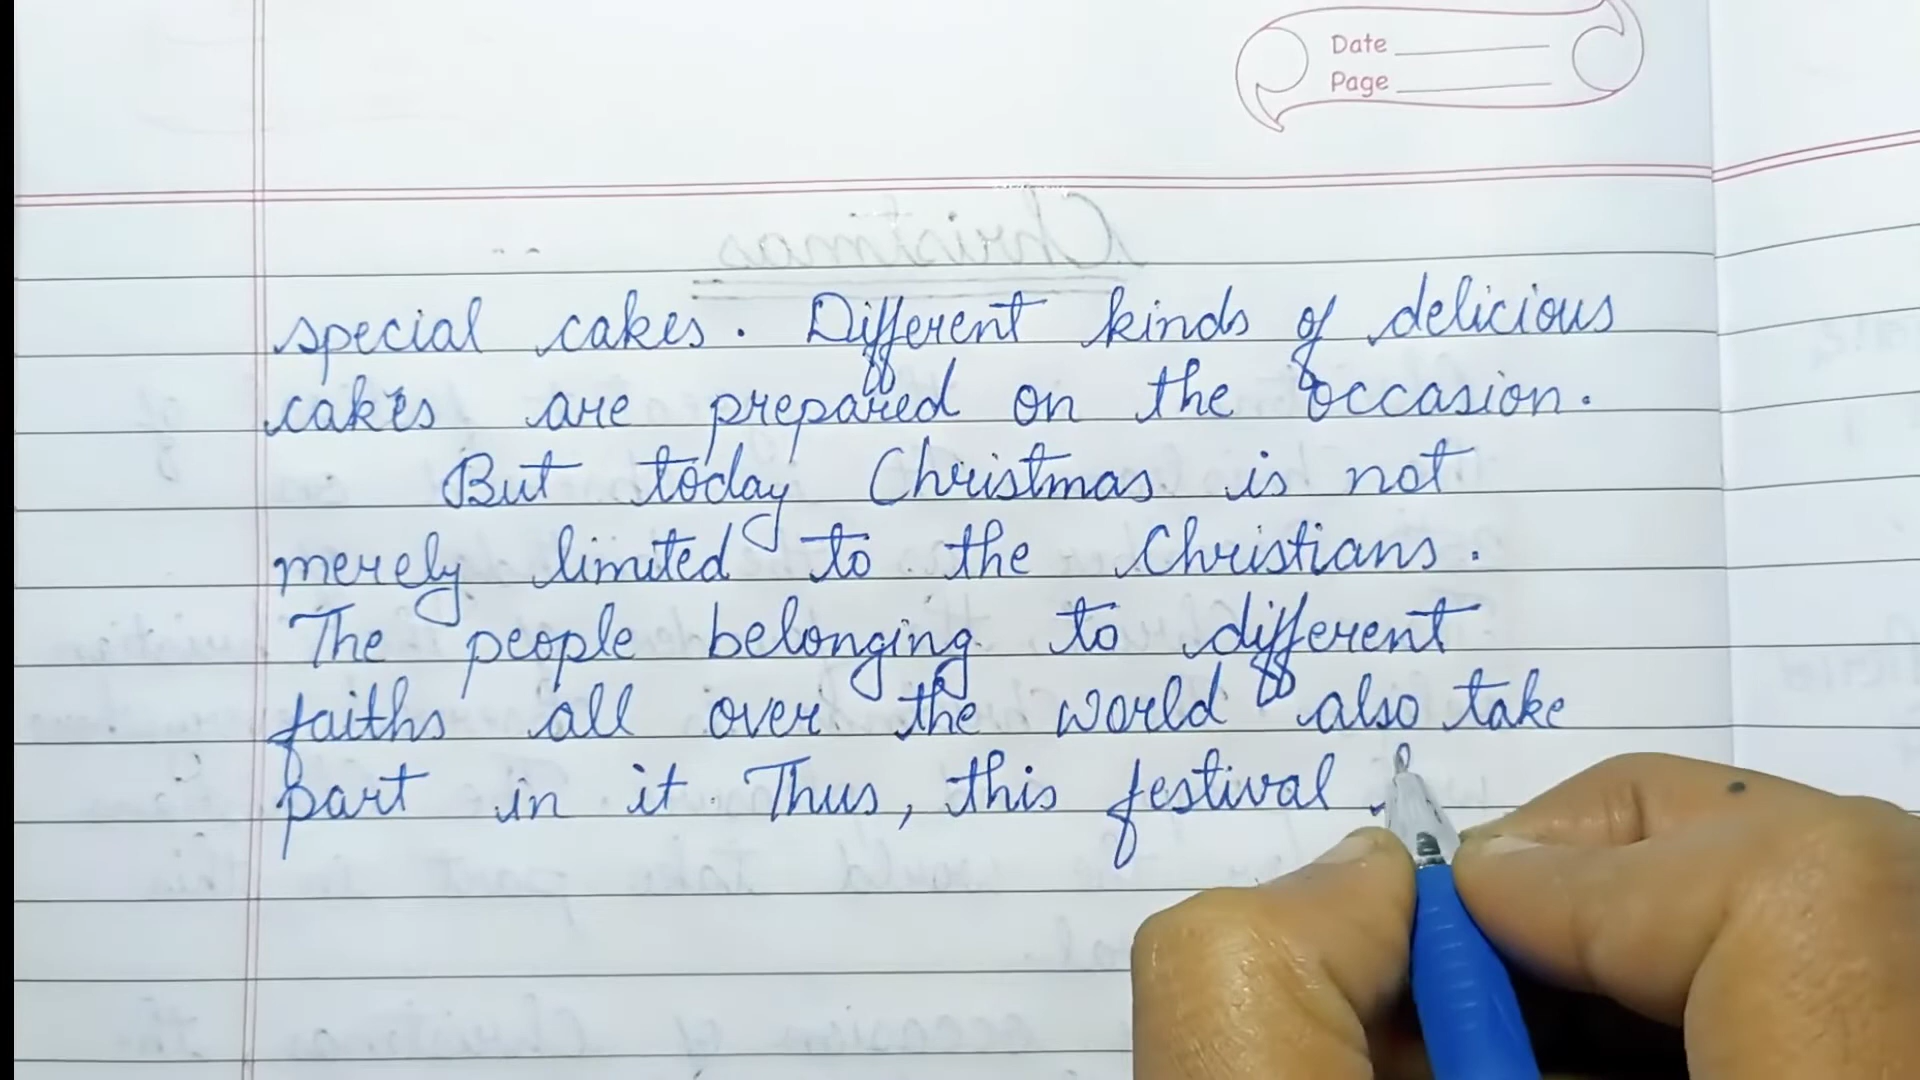 Date
Page
Christmas
special cakes. Different kinds of delicious
cakes are prepared on the occasion.
But today Christmas is not
merely limited to the Christians.
The people belonging to different
faiths all over the world also take
part in it. Thus, this festival